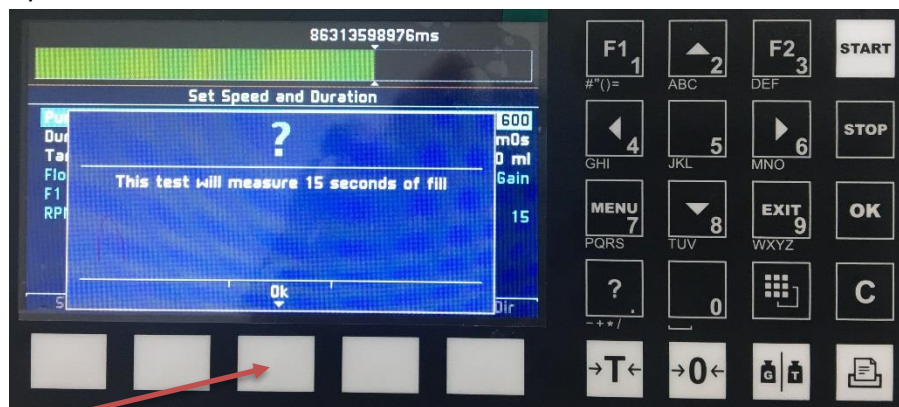 86313598976ms
Set Speed and Duration
600
m0s
ml
Gain
F1
15
?
This test will measure 15 seconds of fill
Ok
Dir
F1 1
#"()=
2
ABC
F2 3
DEF
START
4
GHI
5
JKL
6
MNO
STOP
MENU 7
PQRS
8
TUV
EXIT 9
WXYZ
OK
? .
-+*/
0
C
→T←
→0←
G T